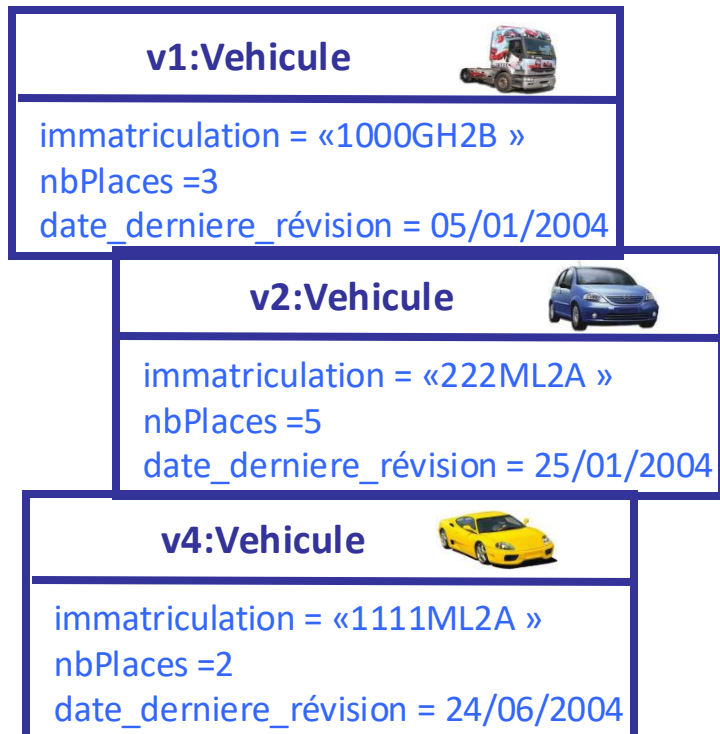 v1:Vehicule
immatriculation = «1000GH2B »
nbPlaces =3
date_derniere_révision = 05/01/2004
v2:Vehicule
immatriculation = «222ML2A »
nbPlaces =5
date_derniere_révision = 25/01/2004
v4:Vehicule
immatriculation = «1111ML2A »
nbPlaces =2
date_derniere_révision = 24/06/2004